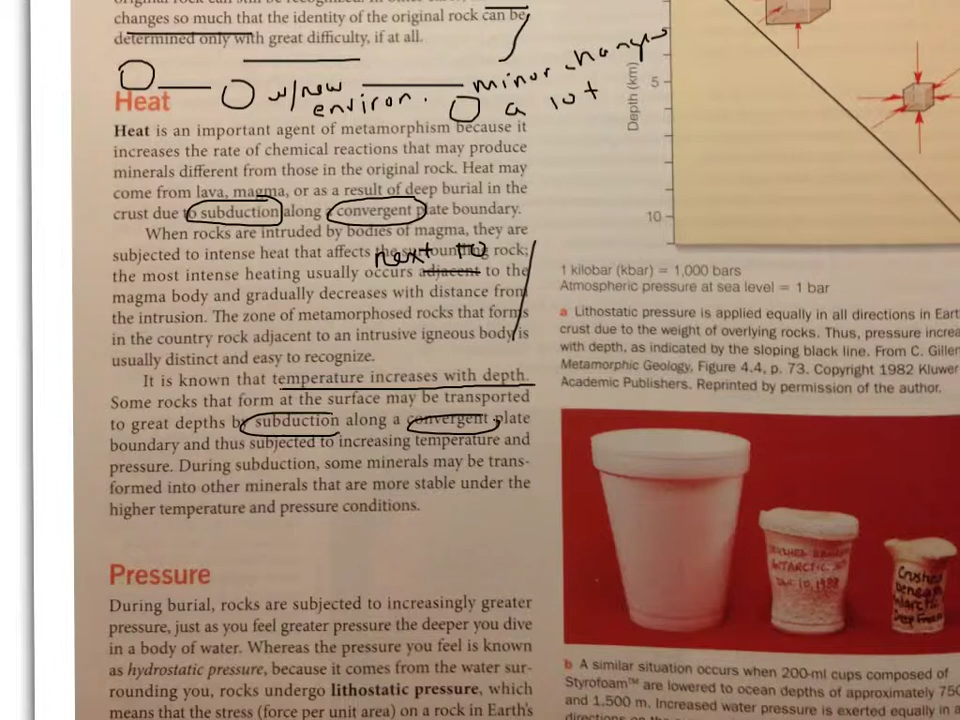 changes so much that the identity of the original rock can be
determined only with great difficulty, if at all.
w/new
environ.
minor change
a lot
Heat
Heat is an important agent of metamorphism because it
increases the rate of chemical reactions that may produce
minerals different from those in the original rock. Heat may
come from lava, magma, or as a result of deep burial in the
crust due to subduction along a convergent plate boundary.
When rocks are intruded by bodies of magma, they are
subjected to intense heat that affects the surrounding rock;
next to
the most intense heating usually occurs adjacent to the
magma body and gradually decreases with distance from
the intrusion. The zone of metamorphosed rocks that forms
in the country rock adjacent to an intrusive igneous body is
usually distinct and easy to recognize.
It is known that temperature increases with depth.
Some rocks that form at the surface may be transported
to great depths by subduction along a convergent plate
boundary and thus subjected to increasing temperature and
pressure. During subduction, some minerals may be trans-
formed into other minerals that are more stable under the
higher temperature and pressure conditions.
Pressure
During burial, rocks are subjected to increasingly greater
pressure, just as you feel greater pressure the deeper you dive
in a body of water. Whereas the pressure you feel is known
as hydrostatic pressure, because it comes from the water sur-
rounding you, rocks undergo lithostatic pressure, which
means that the stress (force per unit area) on a rock in Earth's
Depth (km)
5
10
1 kilobar (kbar) = 1,000 bars
Atmospheric pressure at sea level = 1 bar
a Lithostatic pressure is applied equally in all directions in Eart
crust due to the weight of overlying rocks. Thus, pressure increa
with depth, as indicated by the sloping black line. From C. Gillen
Metamorphic Geology, Figure 4.4, p. 73. Copyright 1982 Kluwer
Academic Publishers. Reprinted by permission of the author.
ANTARCTIC
DEC 10, 1988
Crushed
beneath
Antarctic
Deep Freeze
b A similar situation occurs when 200-ml cups composed of
Styrofoam™ are lowered to ocean depths of approximately 750
and 1,500 m. Increased water pressure is exerted equally in a
directions on the